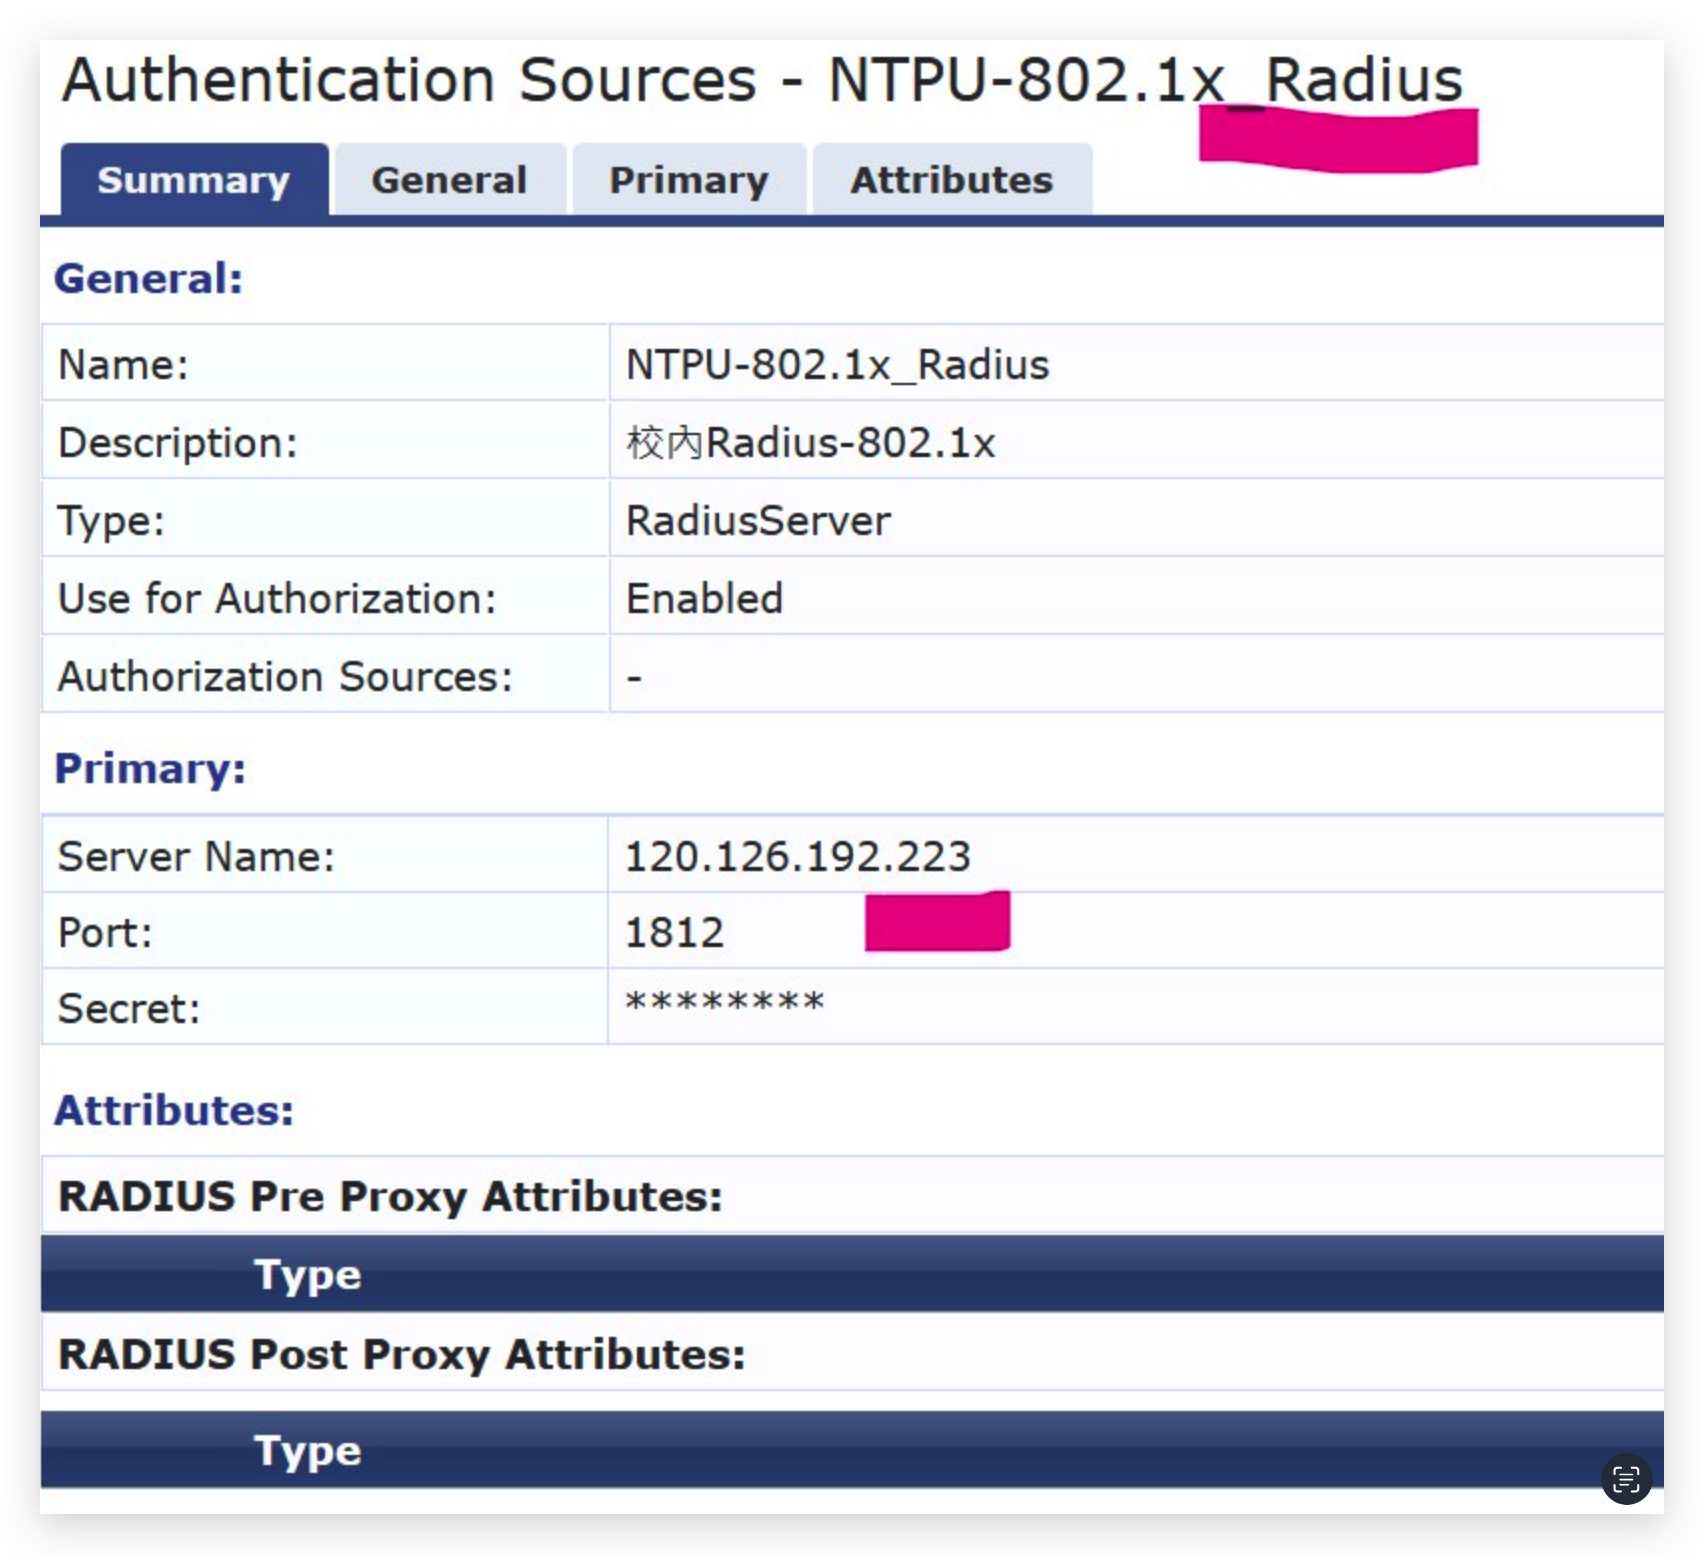 Authentication Sources - NTPU-802.1x_Radius
Summary General Primary Attributes
General:
Name: NTPU-802.1x_Radius
Description: 校內Radius-802.1x
Type: RadiusServer
Use for Authorization: Enabled
Authorization Sources: -
Primary:
Server Name: 120.126.192.223
Port: 1812
Secret: ********
Attributes:
RADIUS Pre Proxy Attributes:
Type
RADIUS Post Proxy Attributes:
Type